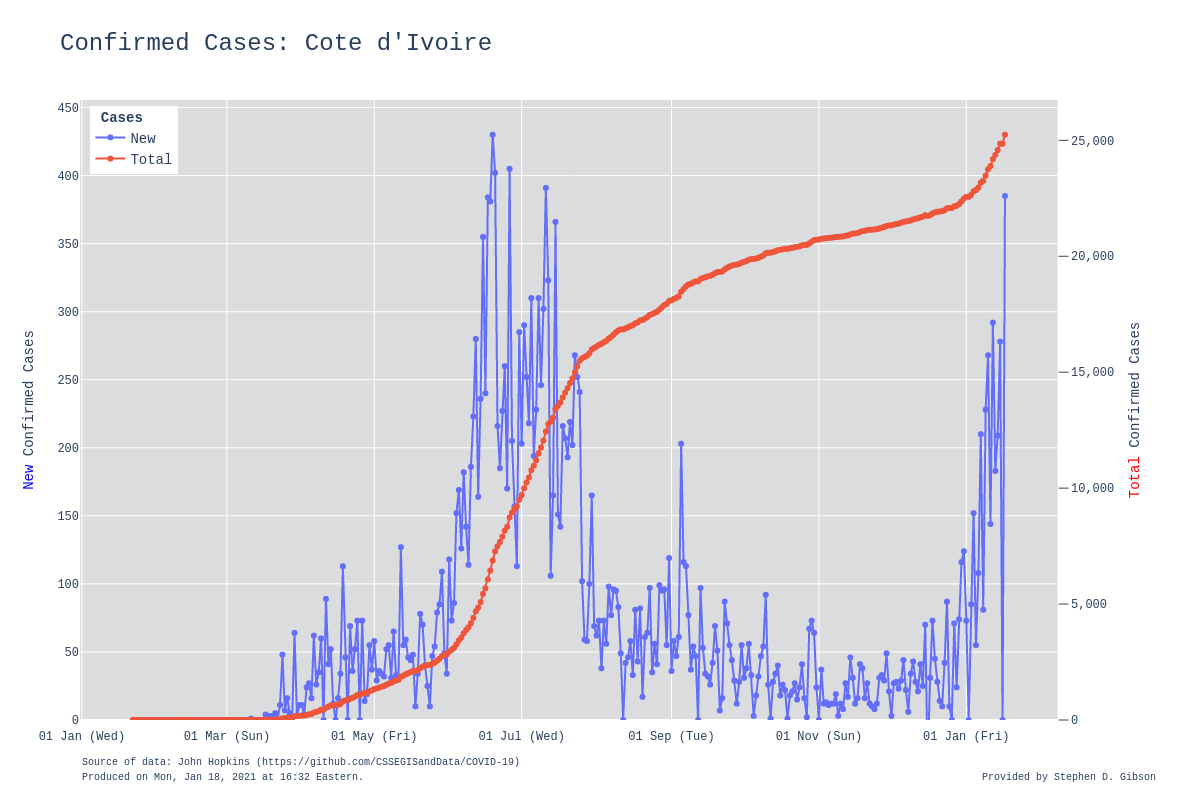 Confirmed Cases: Cote d'Ivoire
Cases
New
Total
450
400
350
300
250
200
150
100
50
0
25,000
20,000
15,000
10,000
5,000
0
New Confirmed Cases
Total Confirmed Cases
01 Jan (Wed) 01 Mar (Sun) 01 May (Fri) 01 Jul (Wed) 01 Sep (Tue) 01 Nov (Sun) 01 Jan (Fri)
Source of data: John Hopkins (https://github.com/CSSEGISandData/COVID-19)
Produced on Mon, Jan 18, 2021 at 16:32 Eastern.
Provided by Stephen D. Gibson